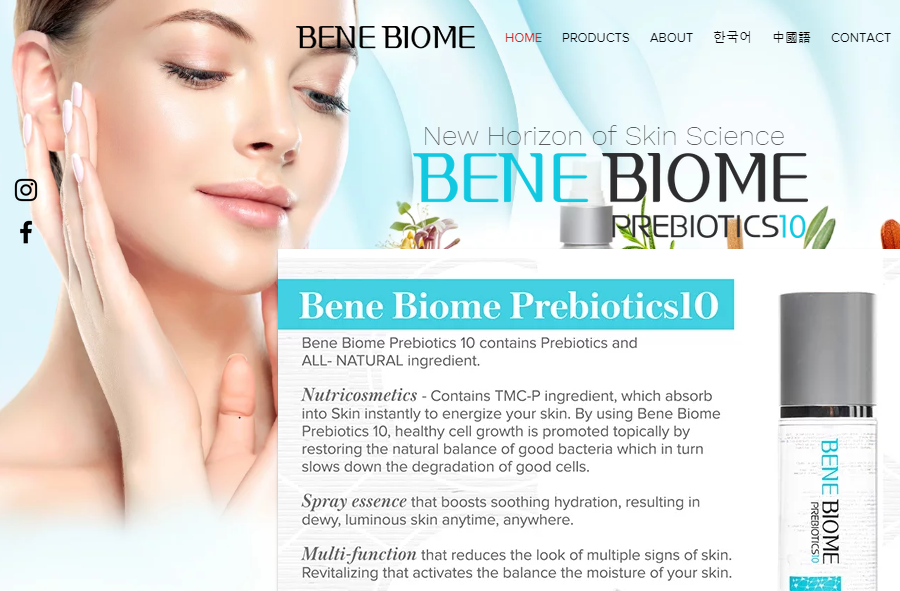 BENE BIOME
HOME PRODUCTS ABOUT 한국어 中國語 CONTACT
New Horizon of Skin Science
BENE BIOME
PREBIOTICS10
Bene Biome Prebiotics10
Bene Biome Prebiotics 10 contains Prebiotics and
ALL- NATURAL ingredient.
Nutricosmetics - Contains TMC-P ingredient, which absorb
into Skin instantly to energize your skin. By using Bene Biome
Prebiotics 10, healthy cell growth is promoted topically by
restoring the natural balance of good bacteria which in turn
slows down the degradation of good cells.
Spray essence that boosts soothing hydration, resulting in
dewy, luminous skin anytime, anywhere.
Multi-function that reduces the look of multiple signs of skin.
Revitalizing that activates the balance the moisture of your skin.
BENE BIOME
PREBIOTICS10